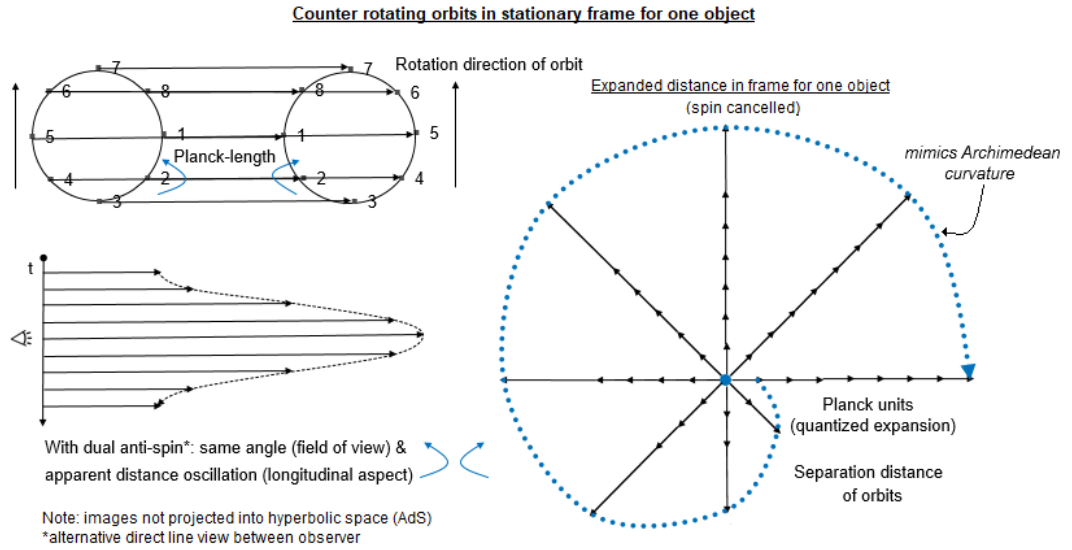 Counter rotating orbits in stationary frame for one object
7
7
Rotation direction of orbit
6
8
8
6
5
1
1
5
Planck-length
4
2
2
4
3
3
Expanded distance in frame for one object
(spin cancelled)
mimics Archimedean
curvature
t
Planck units
(quantized expansion)
Separation distance
of orbits
With dual anti-spin*: same angle (field of view) &
apparent distance oscillation (longitudinal aspect)
Note: images not projected into hyperbolic space (AdS)
*alternative direct line view between observer